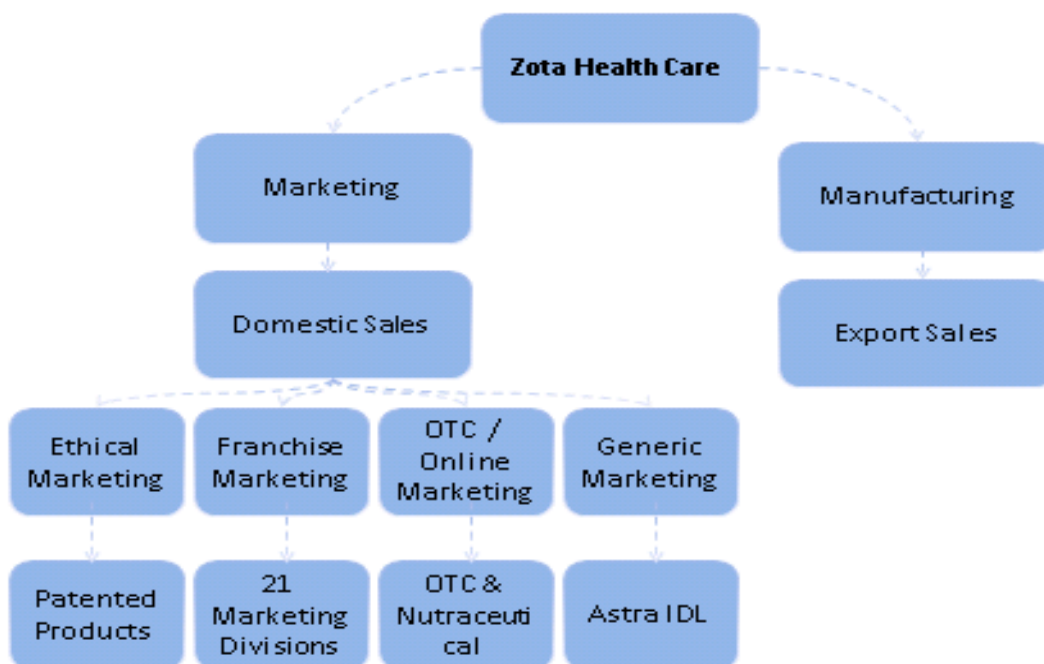 Zota Health Care
Marketing
Manufacturing
Domestic Sales
Export Sales
Ethical
Marketing
Franchise
Marketing
OTC /
Online
Marketing
Generic
Marketing
Patented
Products
21
Marketing
Divisions
OTC &
Nutraceuti
cal
Astra IDL